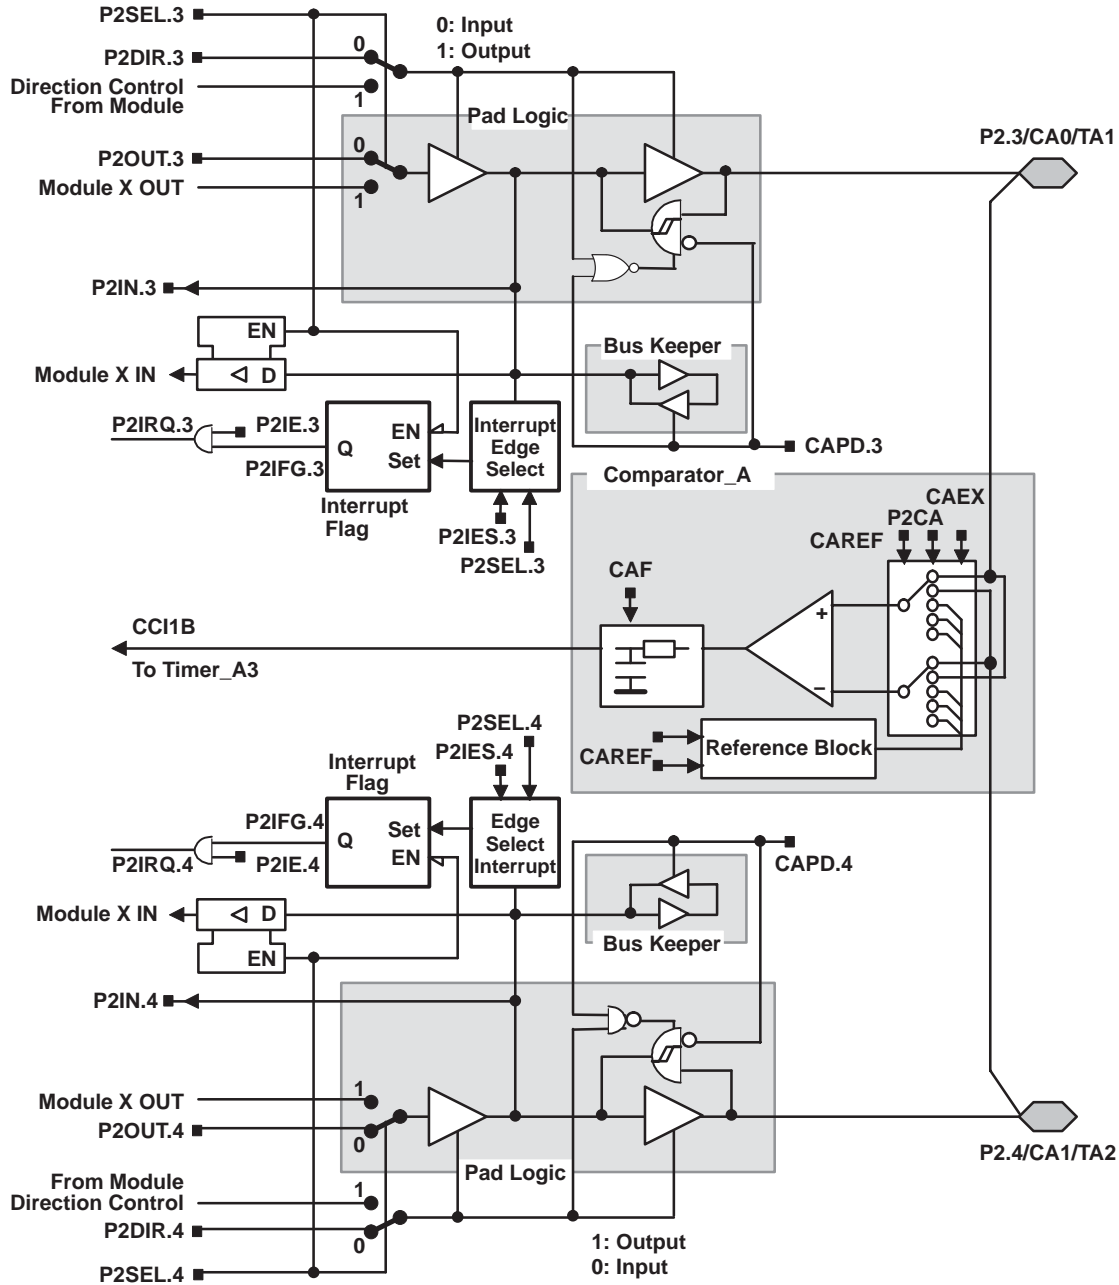 P2SEL.3
0: Input
1: Output
P2DIR.3
0
Direction Control
From Module
1
Pad Logic
P2.3/CA0/TA1
P2OUT.3
0
Module X OUT
1
P2IN.3
EN
Bus Keeper
Module X IN
D
P2IRQ.3
P2IE.3
P2IFG.3
Q
EN
Set
Interrupt
Edge
Select
CAPD.3
Interrupt
Flag
P2IES.3
P2SEL.3
Comparator_A
CAEX
P2CA
CAREF
CAF
CCI1B
To Timer_A3
+
−
P2SEL.4
P2IES.4
CAREF
Reference Block
Interrupt
Flag
P2IFG.4
P2IRQ.4
P2IE.4
Q
Set
EN
Edge
Select
Interrupt
CAPD.4
Module X IN
D
EN
Bus Keeper
P2IN.4
Module X OUT
1
P2OUT.4
0
Pad Logic
P2.4/CA1/TA2
From Module
Direction Control
1
P2DIR.4
0
1: Output
0: Input
P2SEL.4